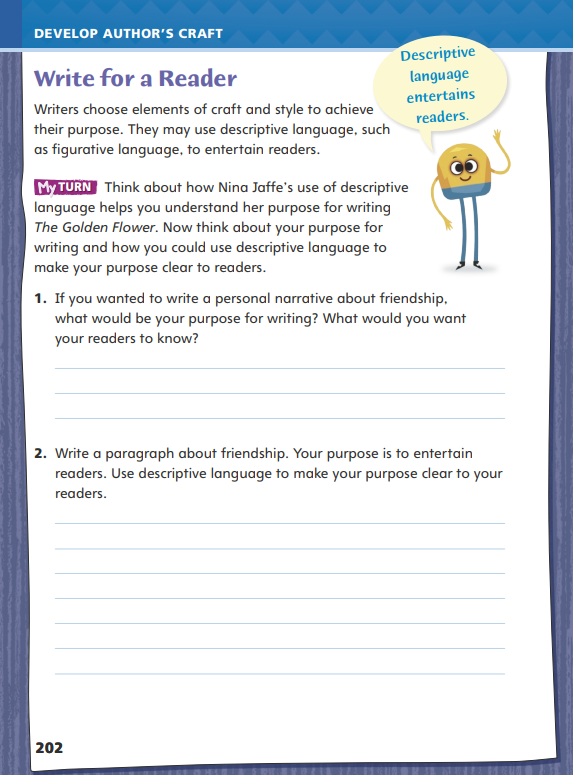 DEVELOP AUTHOR'S CRAFT
Descriptive
language
entertains
readers.
Write for a Reader
Writers choose elements of craft and style to achieve
their purpose. They may use descriptive language, such
as figurative language, to entertain readers.
My TURN Think about how Nina Jaffe's use of descriptive
language helps you understand her purpose for writing
The Golden Flower. Now think about your purpose for
writing and how you could use descriptive language to
make your purpose clear to readers.
1. If you wanted to write a personal narrative about friendship,
what would be your purpose for writing? What would you want
your readers to know?
2. Write a paragraph about friendship. Your purpose is to entertain
readers. Use descriptive language to make your purpose clear to your
readers.
202